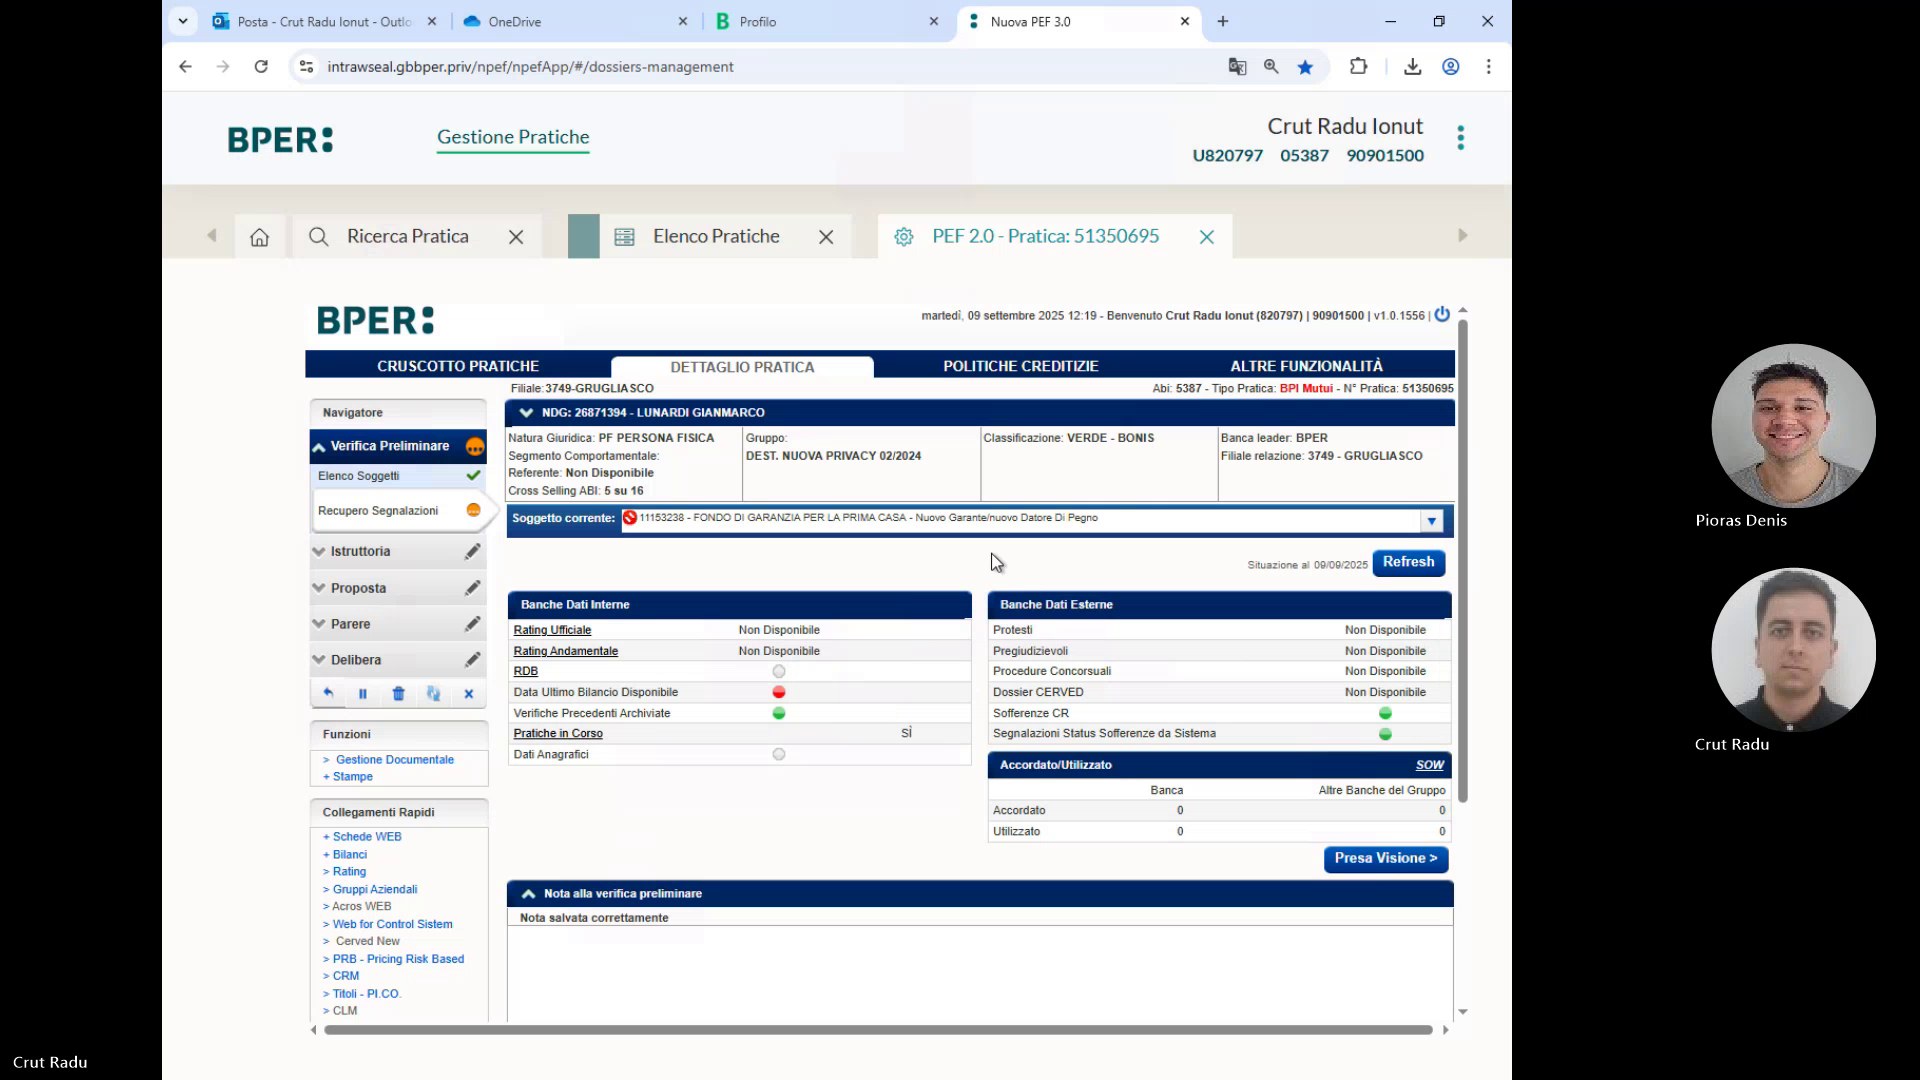 Posta - Crut Radu Ionut - Outlo
OneDrive
Profilo
Nuova PEF 3.0
intrawseal.gbbper.priv/npef/npefApp/#/dossiers-management
BPER:
Gestione Pratiche
Crut Radu Ionut
U820797 05387 90901500
Ricerca Pratica
Elenco Pratiche
PEF 2.0 - Pratica: 51350695
BPER:
martedì, 09 settembre 2025 12:19 - Benvenuto Crut Radu Ionut (820797) | 90901500 | v1.0.1556 |
CRUSCOTTO PRATICHE
DETTAGLIO PRATICA
POLITICHE CREDITIZIE
ALTRE FUNZIONALITÀ
Filiale:3749-GRUGLIASCO
Abi: 5387 - Tipo Pratica: BPI Mutui - N° Pratica: 51350695
Navigatore
Verifica Preliminare
Elenco Soggetti
Recupero Segnalazioni
Istruttoria
Proposta
Parere
Delibera
Funzioni
> Gestione Documentale
+ Stampe
Collegamenti Rapidi
+ Schede WEB
+ Bilanci
> Rating
> Gruppi Aziendali
> Acros WEB
> Web for Control Sistem
> Cerved New
> PRB - Pricing Risk Based
> CRM
> Titoli - PI.CO.
> CLM
NDG: 26871394 - LUNARDI GIANMARCO
Natura Giuridica: PF PERSONA FISICA
Segmento Comportamentale:
Referente: Non Disponibile
Cross Selling ABI: 5 su 16
Gruppo:
DEST. NUOVA PRIVACY 02/2024
Classificazione: VERDE - BONIS
Banca leader: BPER
Filiale relazione: 3749 - GRUGLIASCO
Soggetto corrente:
11153238 - FONDO DI GARANZIA PER LA PRIMA CASA - Nuovo Garante/nuovo Datore Di Pegno
Situazione al 09/09/2025
Refresh
Banche Dati Interne
Rating Ufficiale Non Disponibile
Rating Andamentale Non Disponibile
RDB
Data Ultimo Bilancio Disponibile
Verifiche Precedenti Archiviate
Pratiche in Corso SÌ
Dati Anagrafici
Banche Dati Esterne
Protesti Non Disponibile
Pregiudizievoli Non Disponibile
Procedure Concorsuali Non Disponibile
Dossier CERVED Non Disponibile
Sofferenze CR
Segnalazioni Status Sofferenze da Sistema
Accordato/Utilizzato SOW
Banca Altre Banche del Gruppo
Accordato 0 0
Utilizzato 0 0
Presa Visione >
Nota alla verifica preliminare
Nota salvata correttamente
Pioras Denis
Crut Radu
Crut Radu